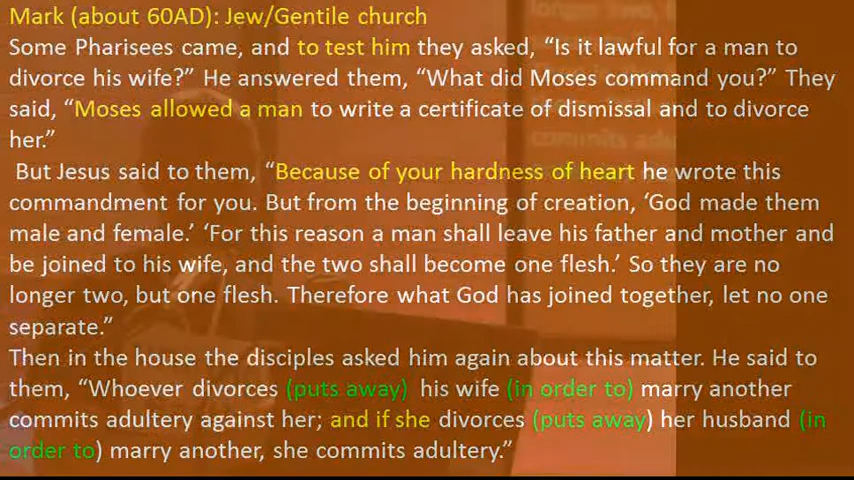 Mark (about 60AD): Jew/Gentile church
Some Pharisees came, and to test him they asked, “Is it lawful for a man to
divorce his wife?” He answered them, “What did Moses command you?” They
said, “Moses allowed a man to write a certificate of dismissal and to divorce
her.”
But Jesus said to them, “Because of your hardness of heart he wrote this
commandment for you. But from the beginning of creation, ‘God made them
male and female.’ ‘For this reason a man shall leave his father and mother and
be joined to his wife, and the two shall become one flesh.’ So they are no
longer two, but one flesh. Therefore what God has joined together, let no one
separate.”
Then in the house the disciples asked him again about this matter. He said to
them, “Whoever divorces (puts away) his wife (in order to) marry another
commits adultery against her; and if she divorces (puts away) her husband (in
order to) marry another, she commits adultery.”